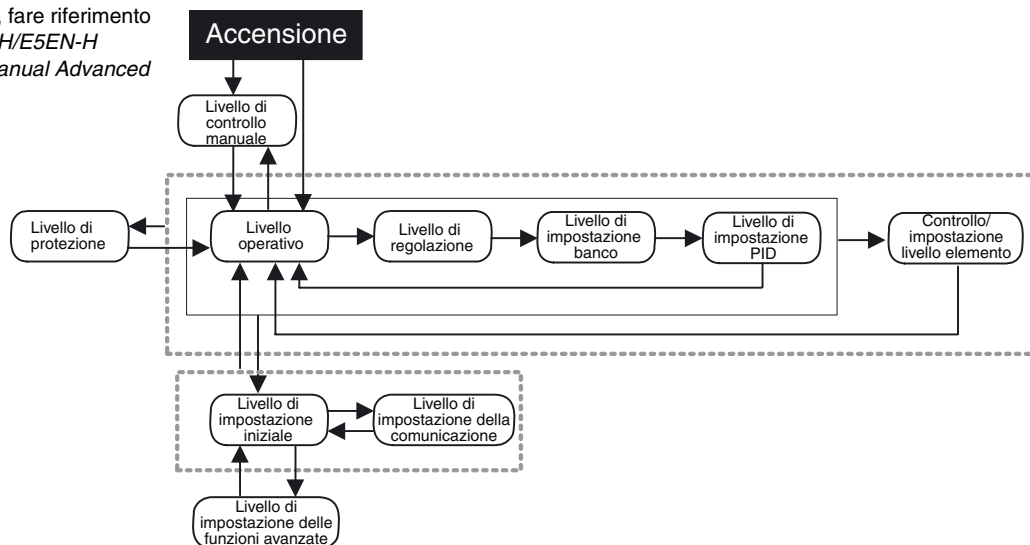 , fare riferimento
H/E5EN-H
anual Advanced
Accensione
Livello di
controllo
manuale
Livello di
protezione
Livello
operativo
Livello di
regolazione
Livello di
impostazione
banco
Livello di
impostazione
PID
Controllo/
impostazione
livello elemento
Livello di
impostazione
iniziale
Livello di
impostazione della
comunicazione
Livello di
impostazione delle
funzioni avanzate